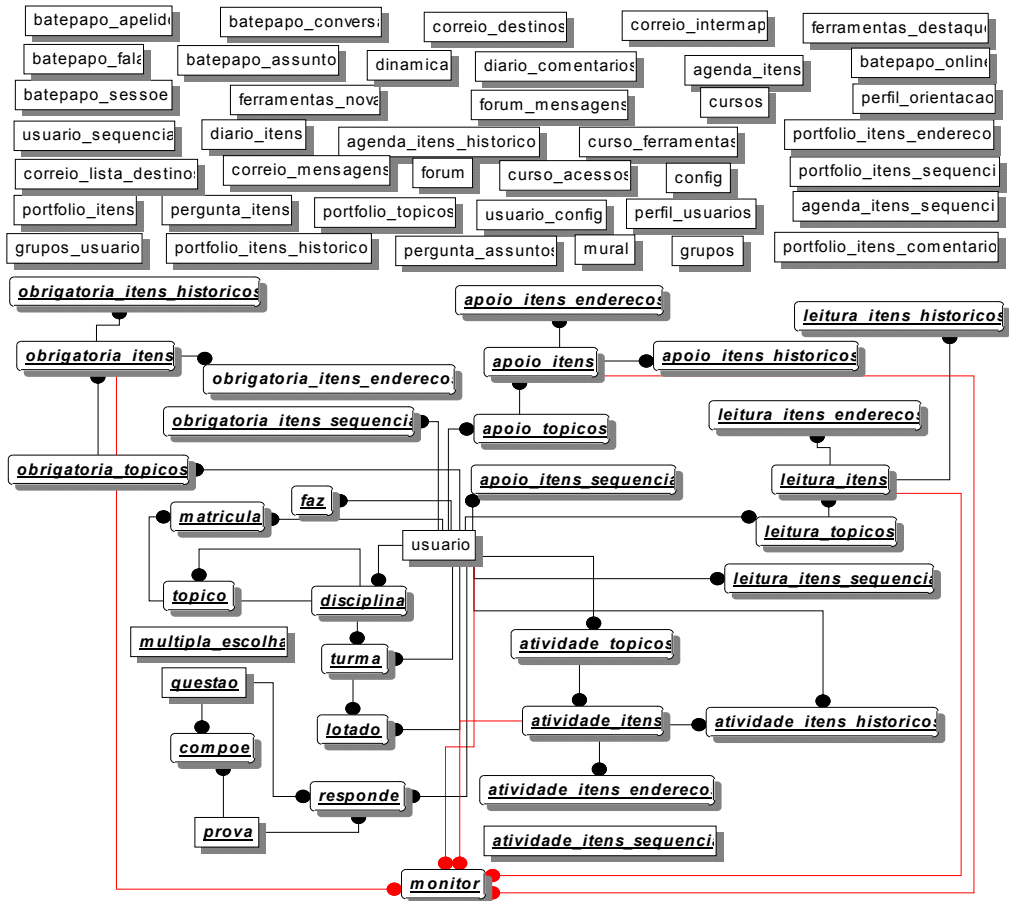 batepapo_apelido
batepapo_conversa
correio_destinos
correio_intermap
ferramentas_destaqu
batepapo_fala
batepapo_assunto
dinamica
diario_comentarios
agenda_itens
batepapo_online
batepapo_sessoe
ferramentas_nova
forum_mensagens
cursos
perfil_orientacao
usuario_sequencia
diario_itens
agenda_itens_historico
curso_ferramentas
portfolio_itens_endereco
correio_lista_destinos
correio_mensagens
forum
curso_acessos
config
portfolio_itens_sequenci
portfolio_itens
pergunta_itens
portfolio_topicos
usuario_config
perfil_usuarios
agenda_itens_sequenci
grupos_usuario
portfolio_itens_historico
pergunta_assuntos
mural
grupos
portfolio_itens_comentario
obrigatoria_itens_historicos
apoio_itens_enderecos
leitura_itens_historicos
obrigatoria_itens
apoio_itens
apoio_itens_historicos
obrigatoria_itens_enderecos
obrigatoria_itens_sequencia
apoio_topicos
leitura_itens_enderecos
obrigatoria_topicos
apoio_itens_sequencia
leitura_itens
faz
matricula
usuario
leitura_topicos
topico
disciplina
leitura_itens_sequencia
multipla_escolha
turma
atividade_topicos
questao
lotado
atividade_itens
atividade_itens_historicos
compoe
responde
atividade_itens_enderecos
prova
atividade_itens_sequencia
monitor